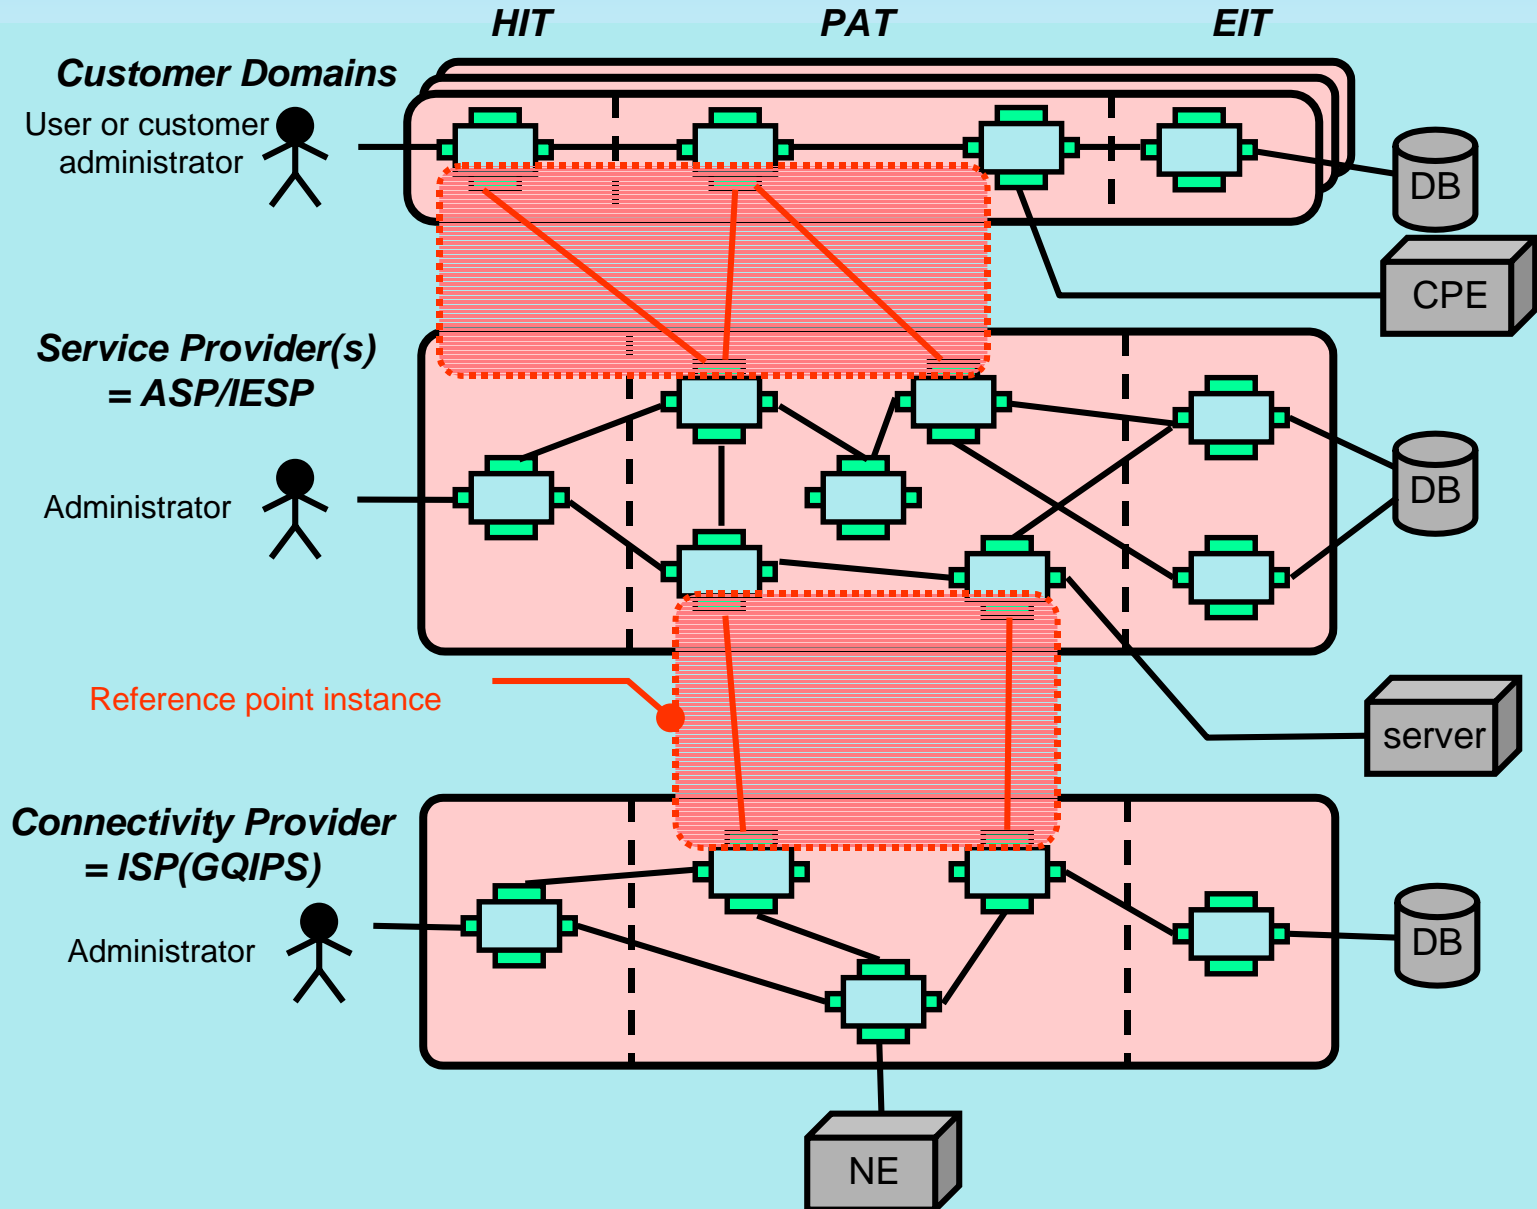 HIT
PAT
EIT
Customer Domains
User or customer
administrator
DB
CPE
Service Provider(s)
= ASP/IESP
Administrator
DB
Reference point instance
server
Connectivity Provider
= ISP(GQIPS)
Administrator
DB
NE